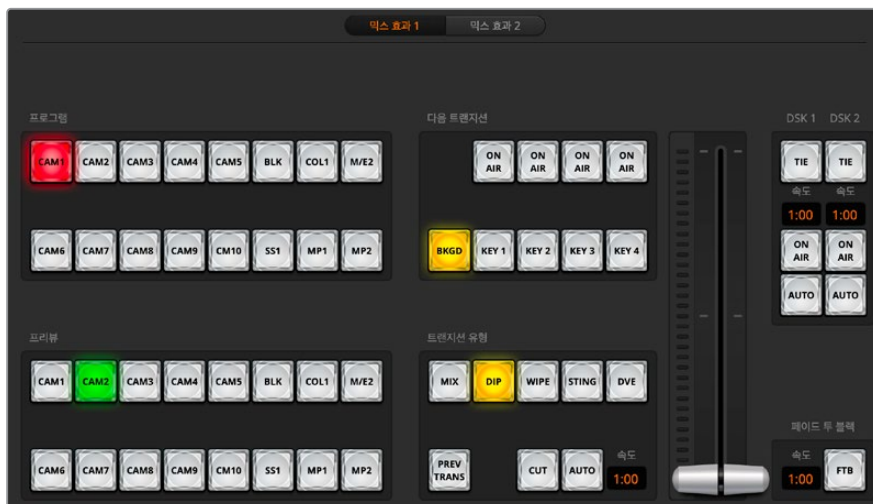 믹스 효과 1 믹스 효과 2
프로그램
CAM1 CAM2 CAM3 CAM4 CAM5 BLK COL1 M/E2
CAM6 CAM7 CAM8 CAM9 CM10 SS1 MP1 MP2
다음 트랜지션
ON AIR ON AIR ON AIR ON AIR
BKGD KEY 1 KEY 2 KEY 3 KEY 4
DSK 1 DSK 2
TIE TIE
속도 속도
1:00 1:00
ON AIR ON AIR
AUTO AUTO
프리뷰
CAM1 CAM2 CAM3 CAM4 CAM5 BLK COL1 M/E2
CAM6 CAM7 CAM8 CAM9 CM10 SS1 MP1 MP2
트랜지션 유형
MIX DIP WIPE STING DVE
PREV TRANS CUT AUTO 속도 1:00
페이드 투 블랙
속도
1:00 FTB